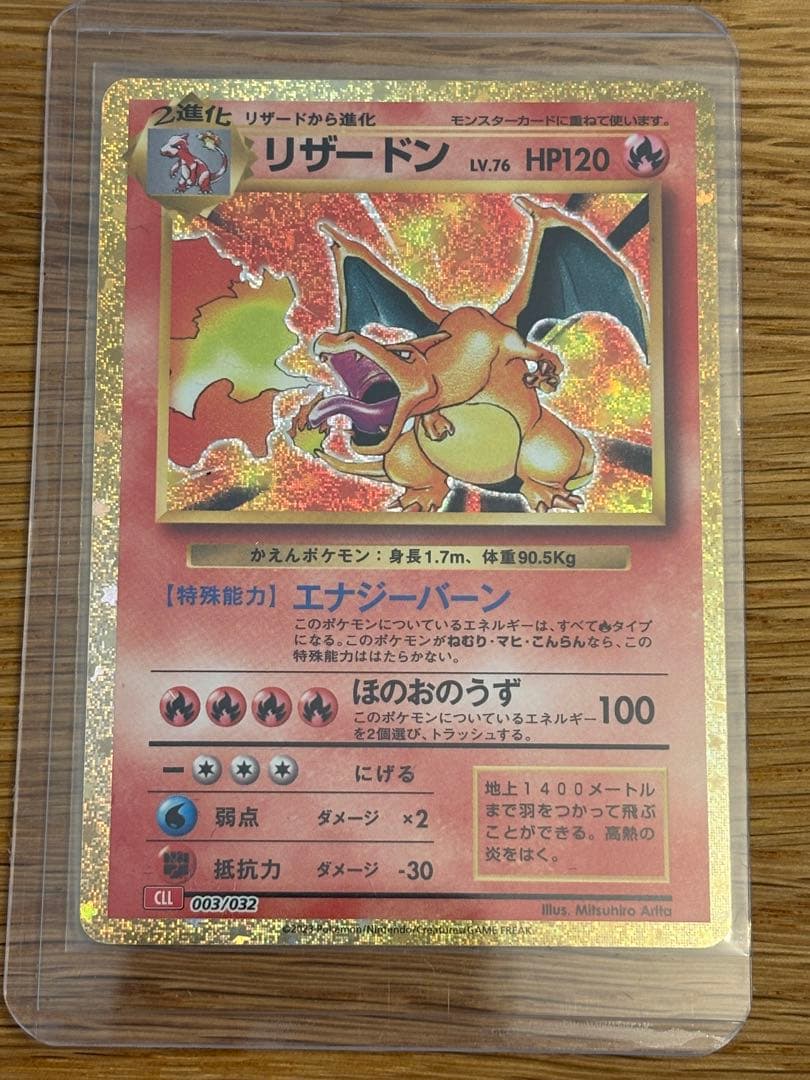 2進化 リザードから進化 モンスターカードに重ねて使います。
リザードン LV.76 HP120
かえんポケモン：身長1.7m、体重90.5Kg
【特殊能力】 エナジーバーン
このポケモンについているエネルギーは、すべてタイプ
になる。このポケモンがねむり・マヒ・こんらんなら、この
特殊能力ははたらかない。
ほのおのうず 100
このポケモンについているエネルギー
を2個選び、トラッシュする。
にげる
弱点 ダメージ ×2
抵抗力 ダメージ -30
地上１４００メートル
まで羽をつかって飛ぶ
ことができる。高熱の
炎をはく。
CLL 003/032
Illus. Mitsuhiro Arita
©2023 Pokémon/Nintendo/Creatures/GAME FREAK.